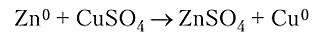 Zn⁰ + CuSO₄ → ZnSO₄ + Cu⁰